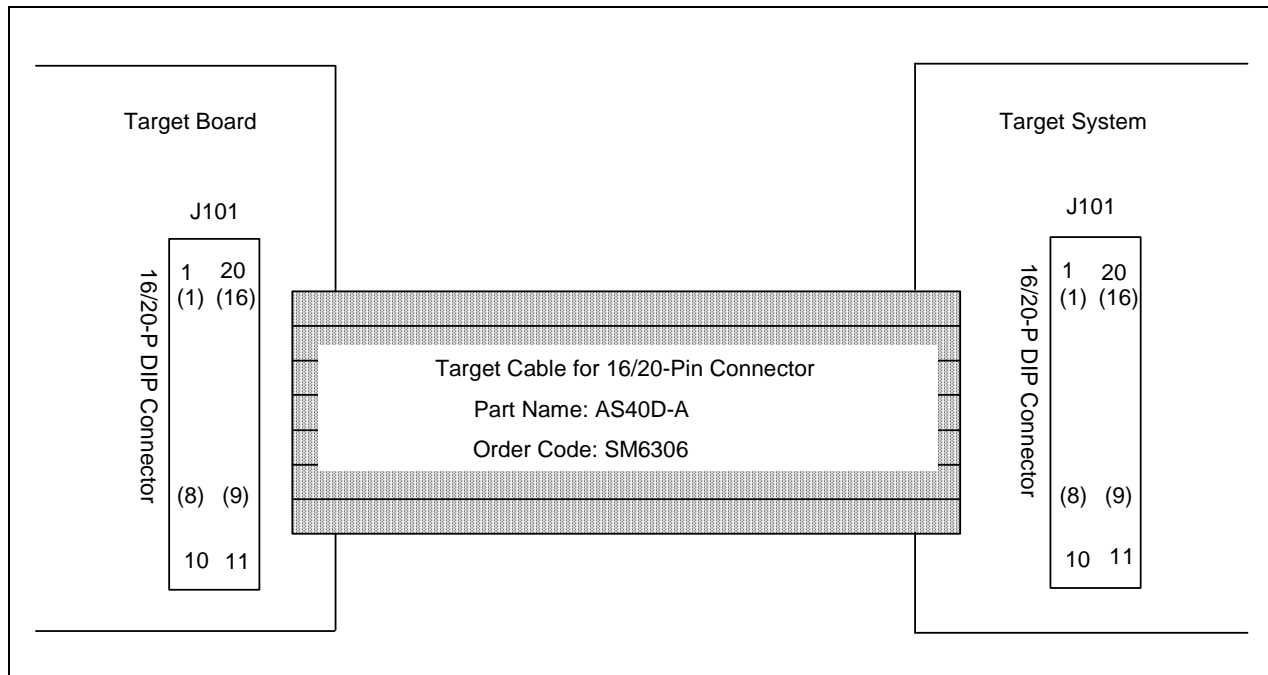 Target Board
J101
16/20-P DIP Connector
1 20
(1) (16)
(8) (9)
10 11
Target Cable for 16/20-Pin Connector
Part Name: AS40D-A
Order Code: SM6306
Target System
J101
16/20-P DIP Connector
1 20
(1) (16)
(8) (9)
10 11